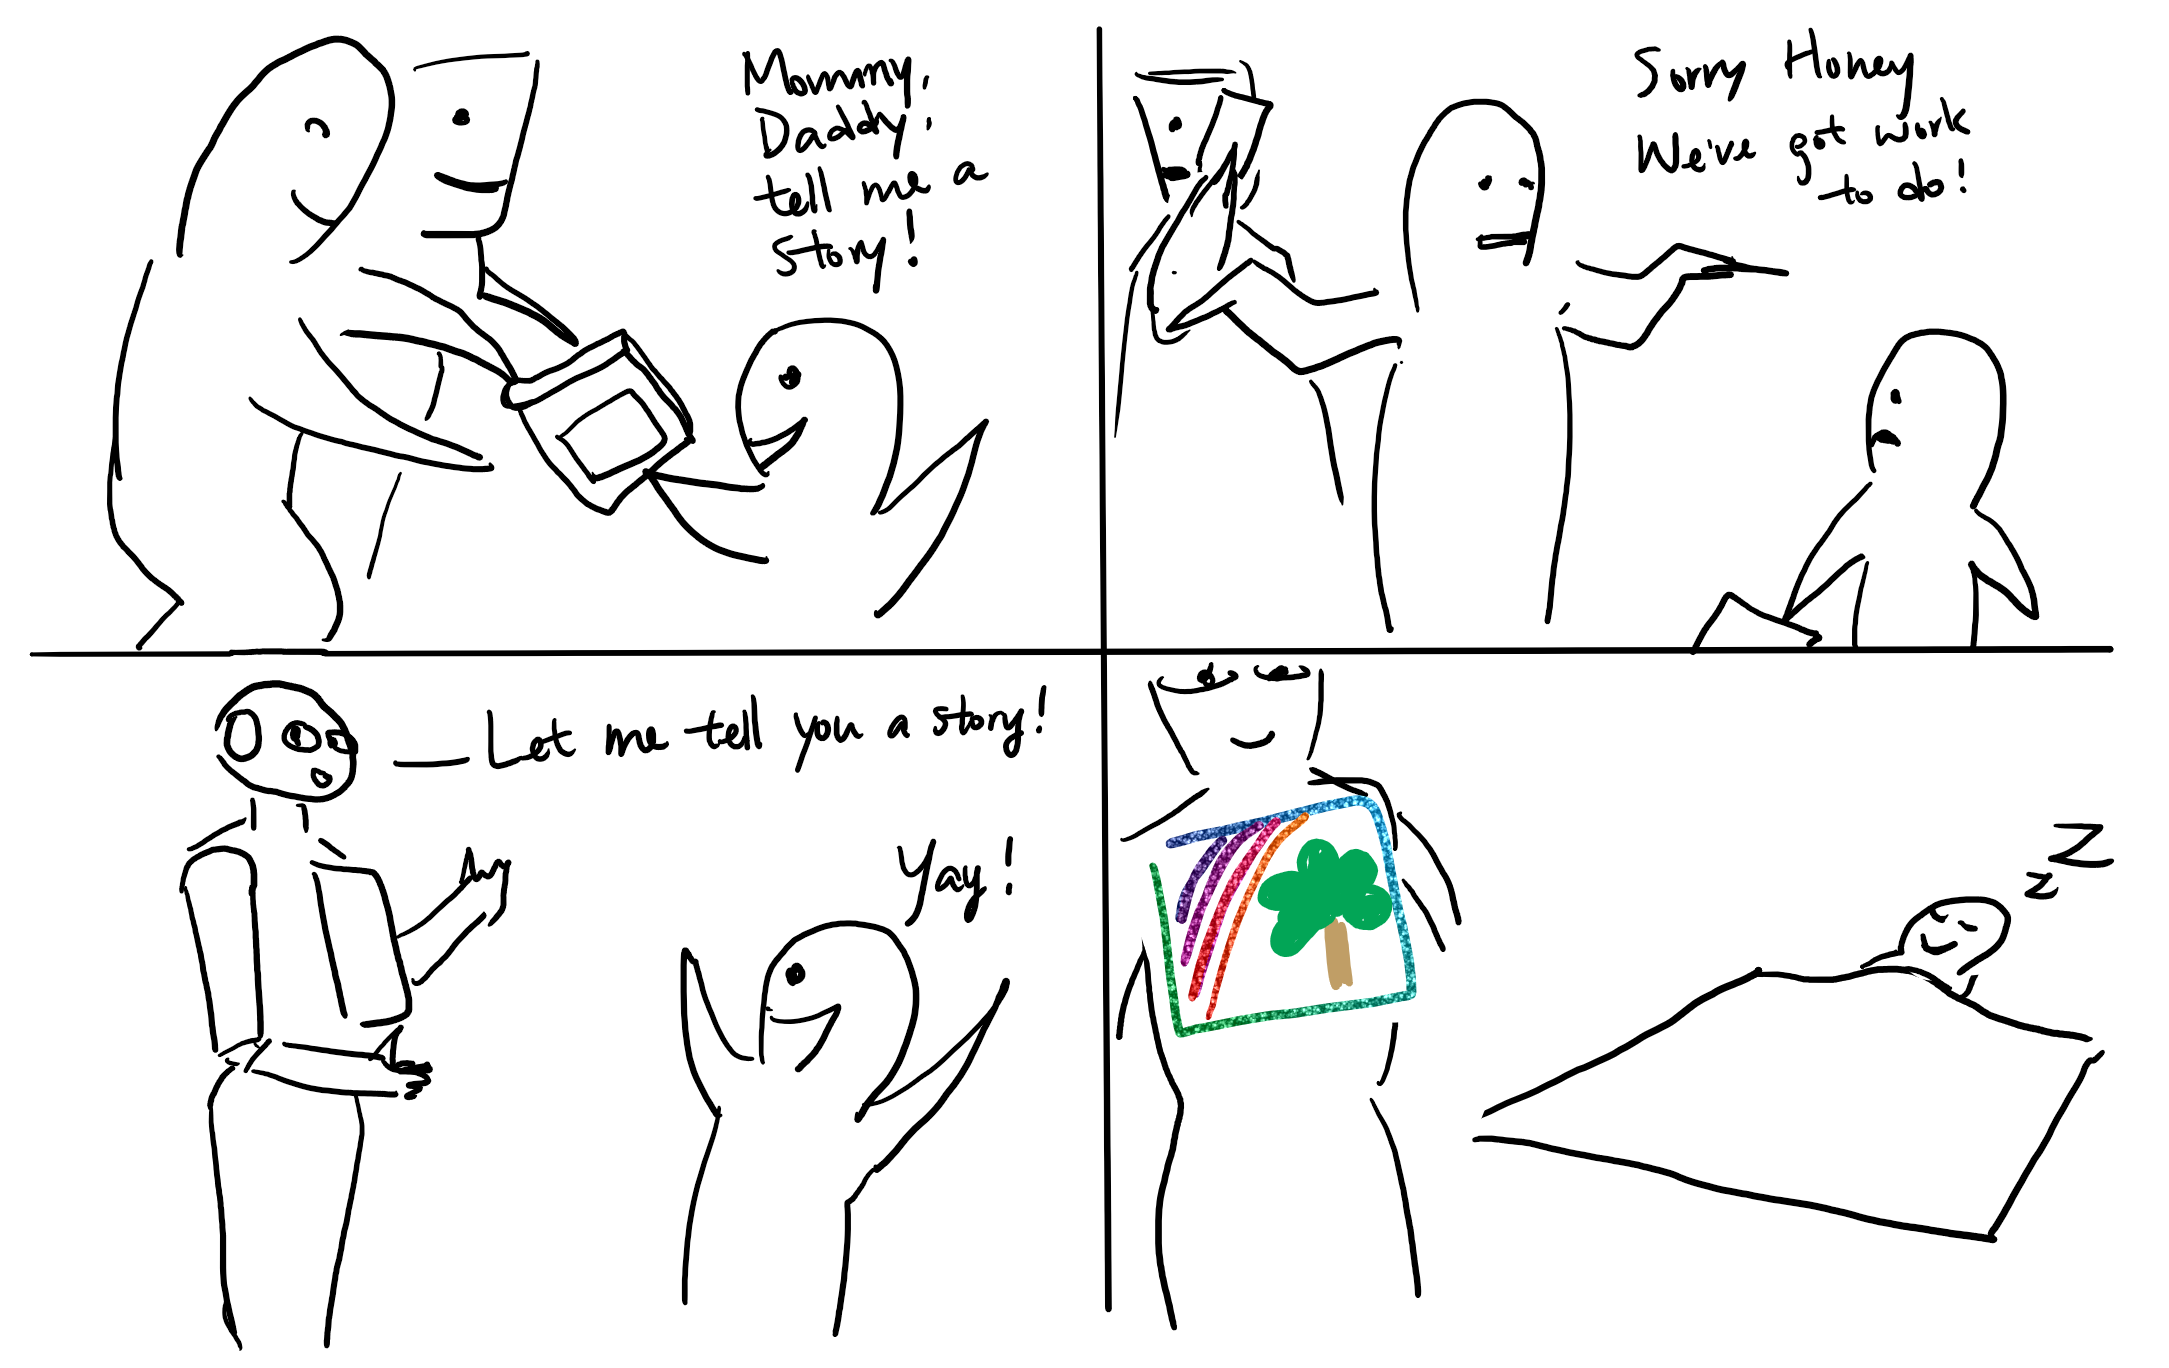 Mommy,
Daddy,
tell me a
story!
Sorry Honey
We've got work
to do!
Let me tell you a story!
Yay!
Z
z